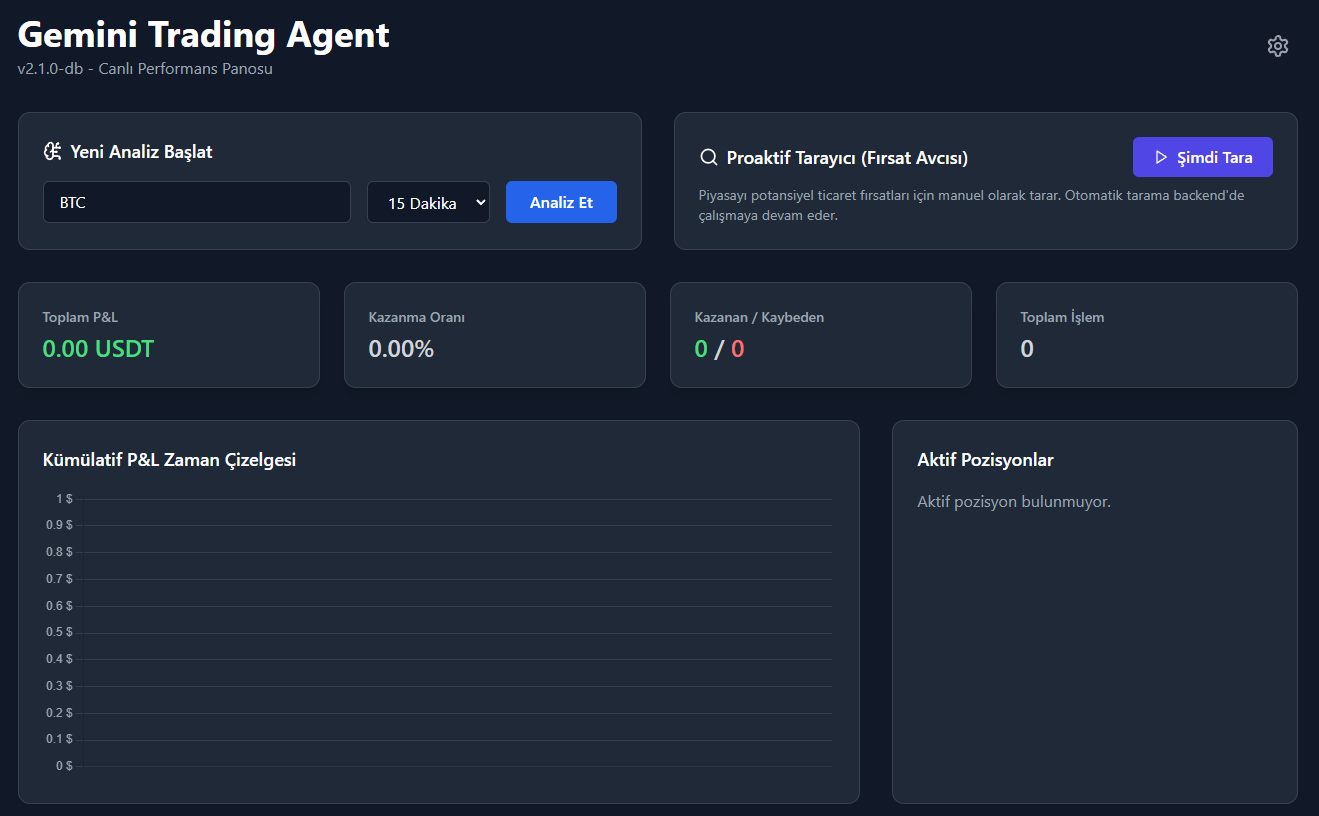 Gemini Trading Agent
v2.1.0-db - Canlı Performans Panosu
Yeni Analiz Başlat
BTC
15 Dakika
Analiz Et
Proaktif Tarayıcı (Fırsat Avcısı)
Şimdi Tara
Piyasayı potansiyel ticaret fırsatları için manuel olarak tarar. Otomatik tarama backend'de
çalışmaya devam eder.
Toplam P&L
0.00 USDT
Kazanma Oranı
0.00%
Kazanan / Kaybeden
0 / 0
Toplam İşlem
0
Kümülatif P&L Zaman Çizelgesi
1 $
0.9 $
0.8 $
0.7 $
0.6 $
0.5 $
0.4 $
0.3 $
0.2 $
0.1 $
0 $
Aktif Pozisyonlar
Aktif pozisyon bulunmuyor.